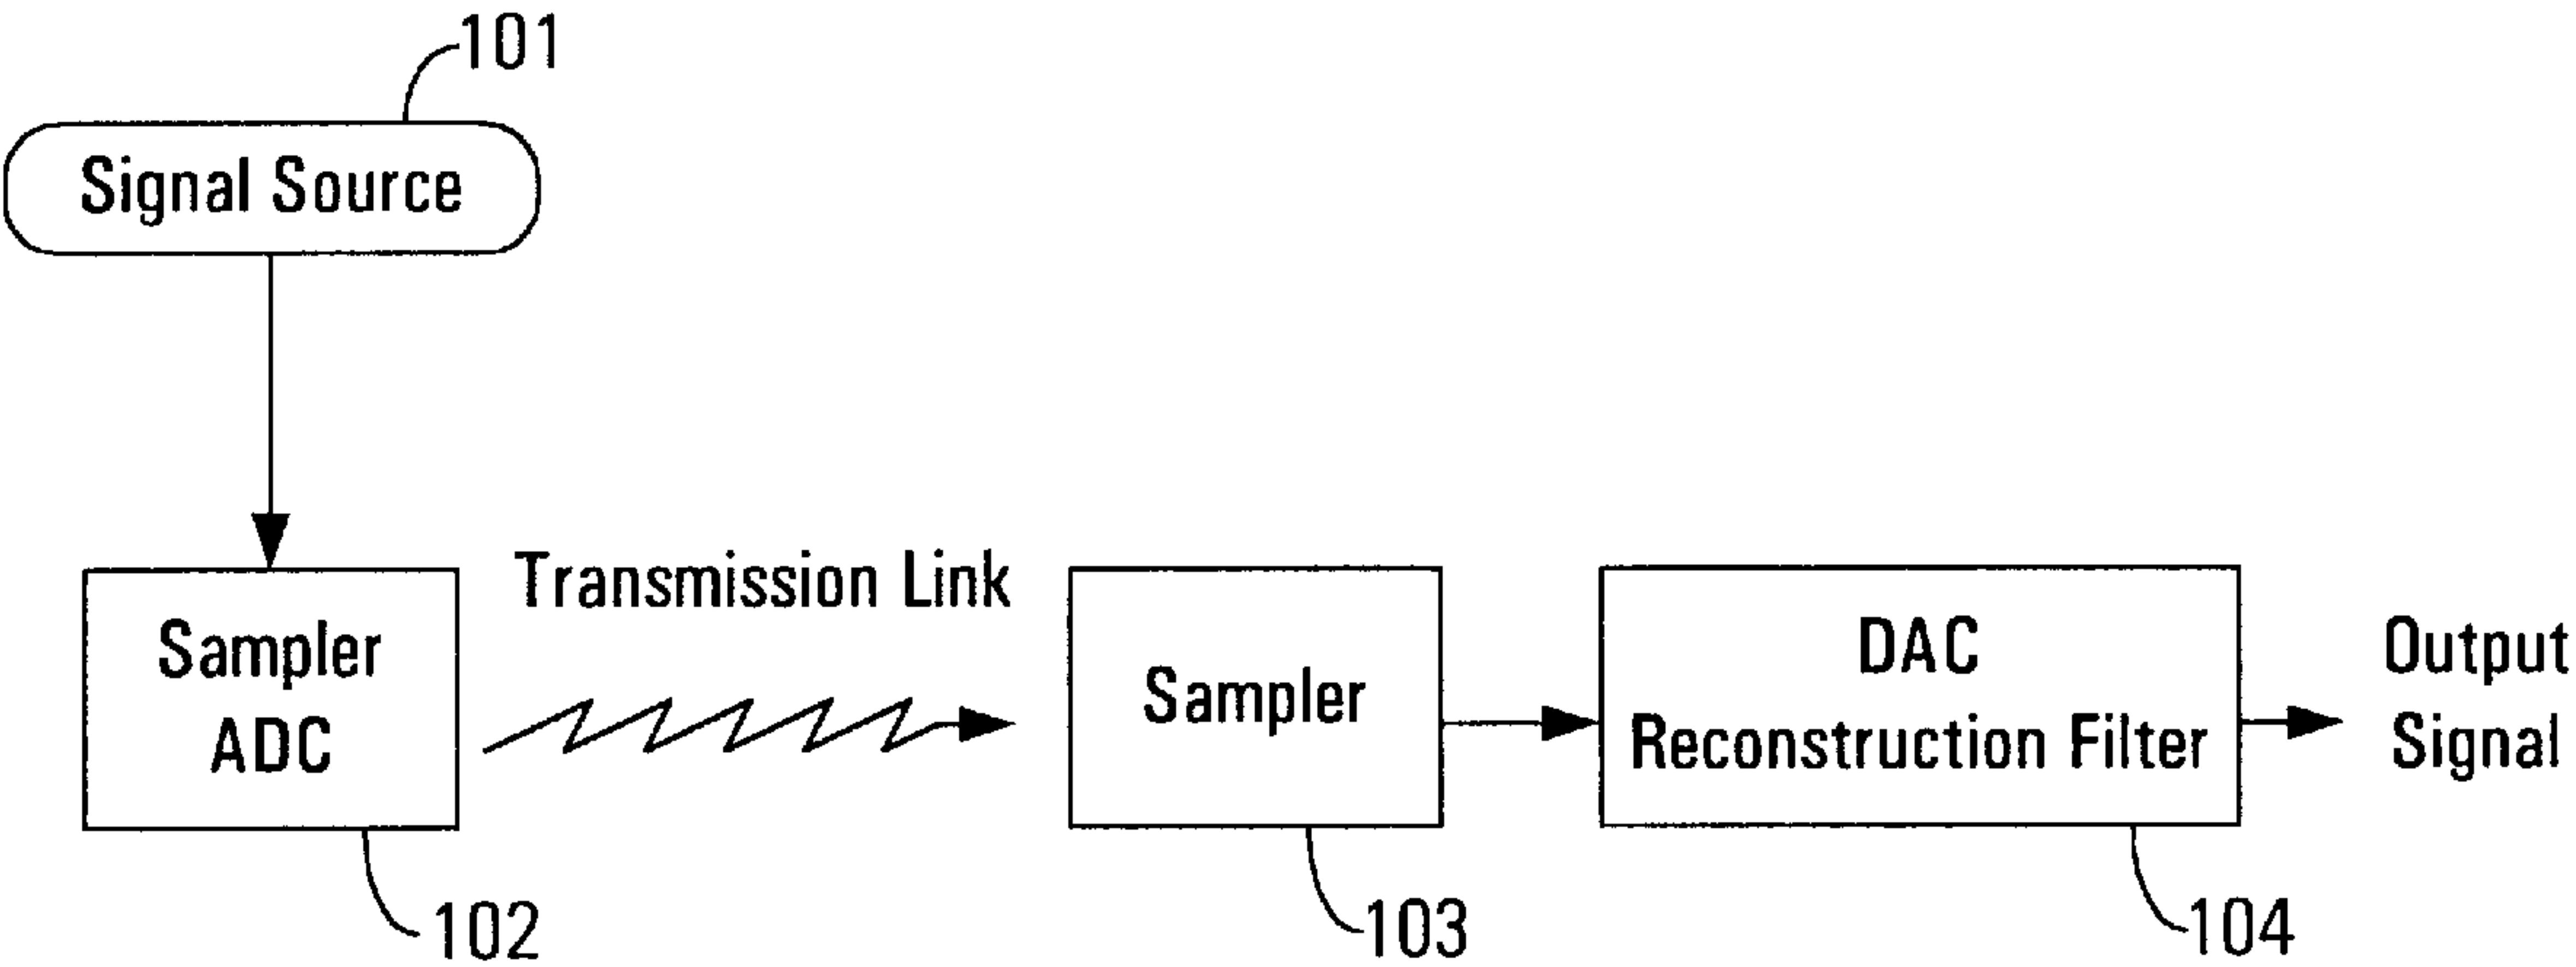 101
Signal Source
Transmission Link
Sampler
ADC
Sampler
DAC
Reconstruction Filter
Output
Signal
102
103
104